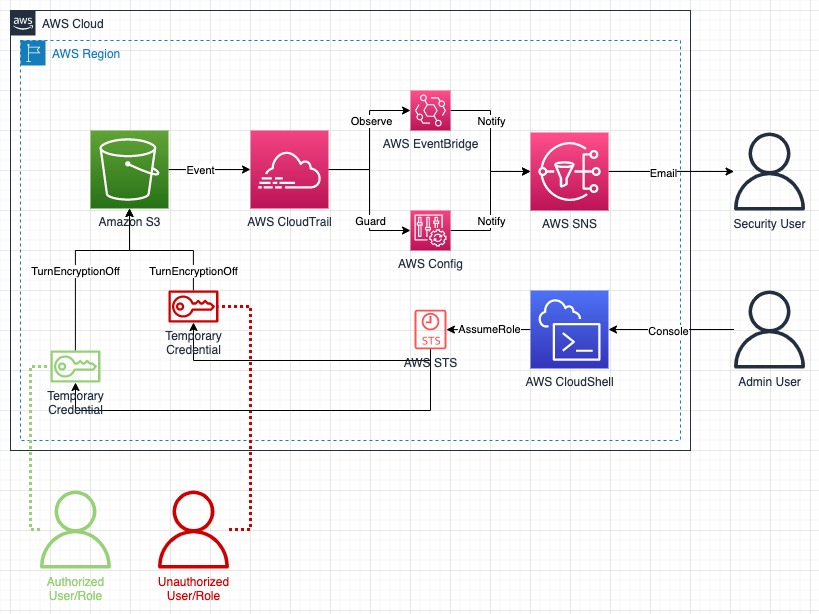 aws
AWS Cloud
AWS Region
Observe
Notify
AWS EventBridge
Event
Email
Amazon S3
AWS CloudTrail
Guard
Notify
AWS SNS
Security User
AWS Config
TurnEncryptionOff
TurnEncryptionOff
Temporary
Credential
STS
AssumeRole
Console
AWS STS
AWS CloudShell
Admin User
Temporary
Credential
Authorized
User/Role
Unauthorized
User/Role